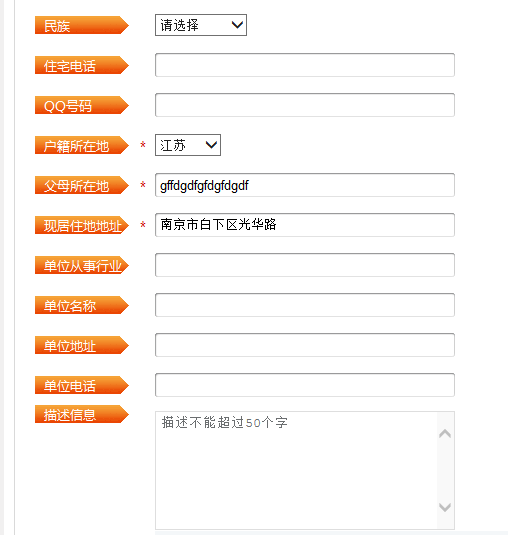 民族 请选择
住宅电话
QQ号码
户籍所在地 * 江苏
父母所在地 * gffdgdfgfdgfdgdf
现居住地地址 * 南京市白下区光华路
单位从事行业
单位名称
单位地址
单位电话
描述信息
描述不能超过50个字